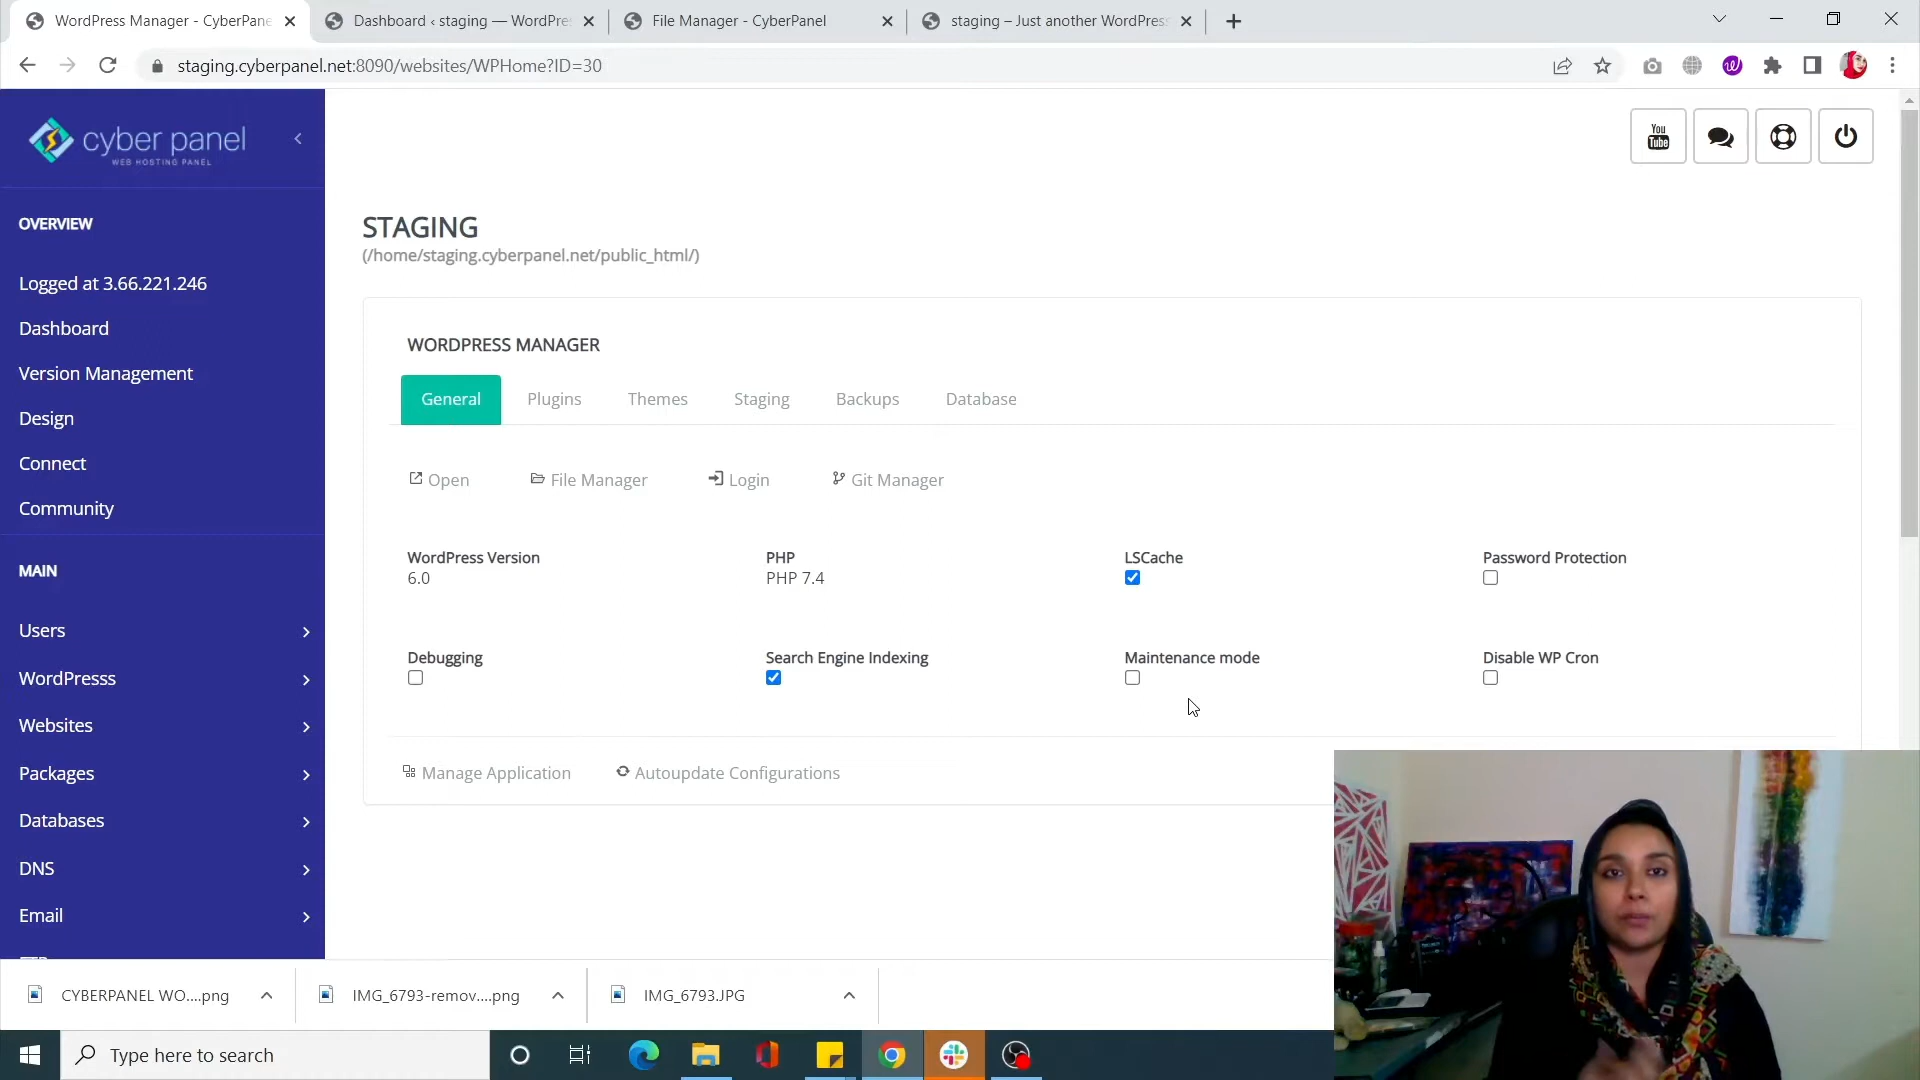 WordPress Manager - CyberPane
Dashboard ‹ staging — WordPre
File Manager - CyberPanel
staging – Just another WordPress
staging.cyberpanel.net:8090/websites/WPHome?ID=30
cyber panel
WEB HOSTING PANEL
You
Tube
OVERVIEW
Logged at 3.66.221.246
Dashboard
Version Management
Design
Connect
Community
MAIN
Users
WordPresss
Websites
Packages
Databases
DNS
Email
STAGING
(/home/staging.cyberpanel.net/public_html/)
WORDPRESS MANAGER
General Plugins Themes Staging Backups Database
Open File Manager Login Git Manager
WordPress Version PHP LSCache Password Protection
6.0 PHP 7.4
Debugging Search Engine Indexing Maintenance mode Disable WP Cron
Manage Application Autoupdate Configurations
CYBERPANEL WO....png IMG_6793-remov....png IMG_6793.JPG
Type here to search